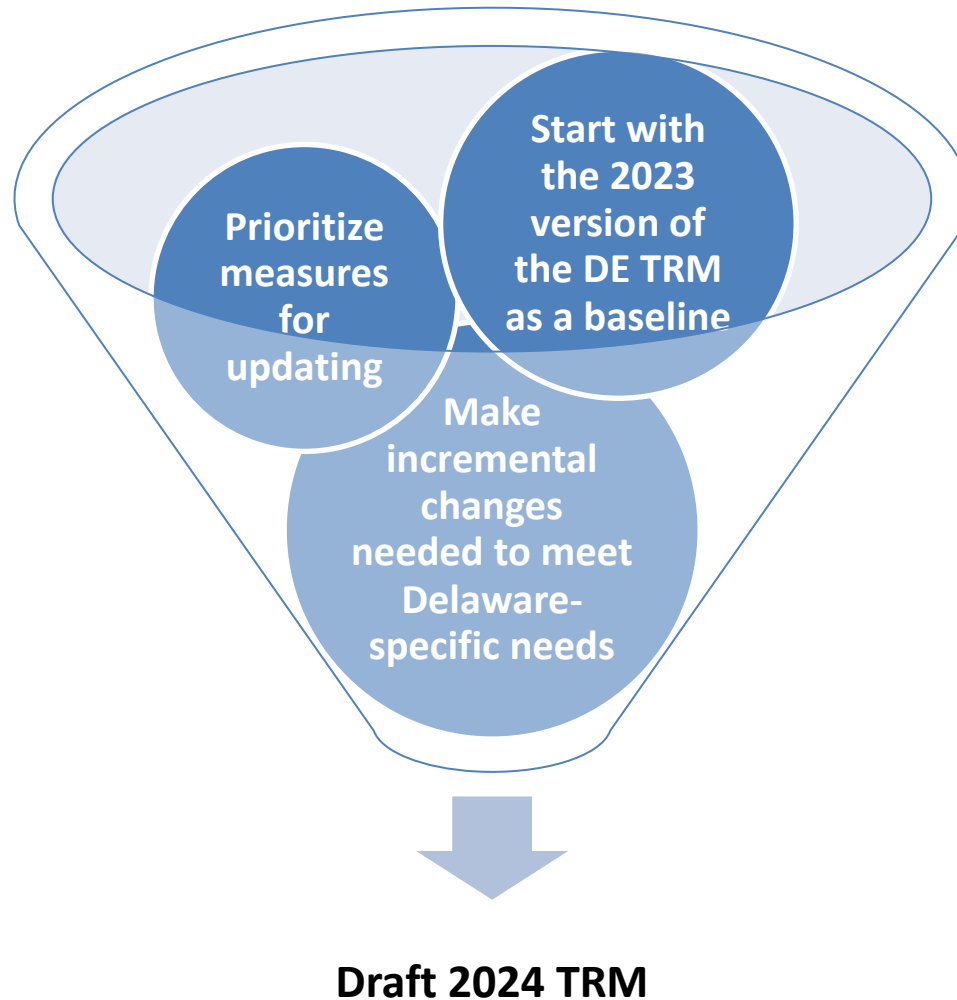 Start with
the 2023
version of
the DE TRM
as a baseline
Prioritize
measures
for
updating
Make
incremental
changes
needed to meet
Delaware-
specific needs
Draft 2024 TRM